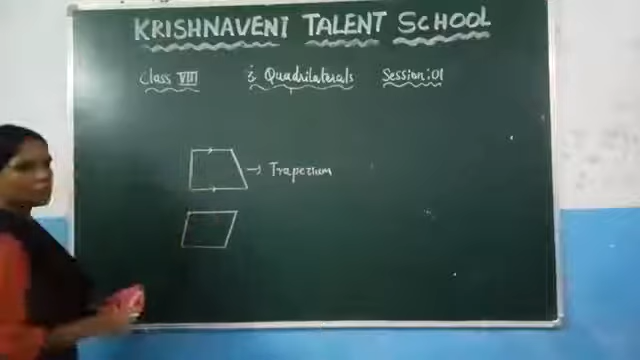 KRISHNAVENI TALENT SCHOOL
Class VIII : Quadrilaterals Session:01
→ Trapezium